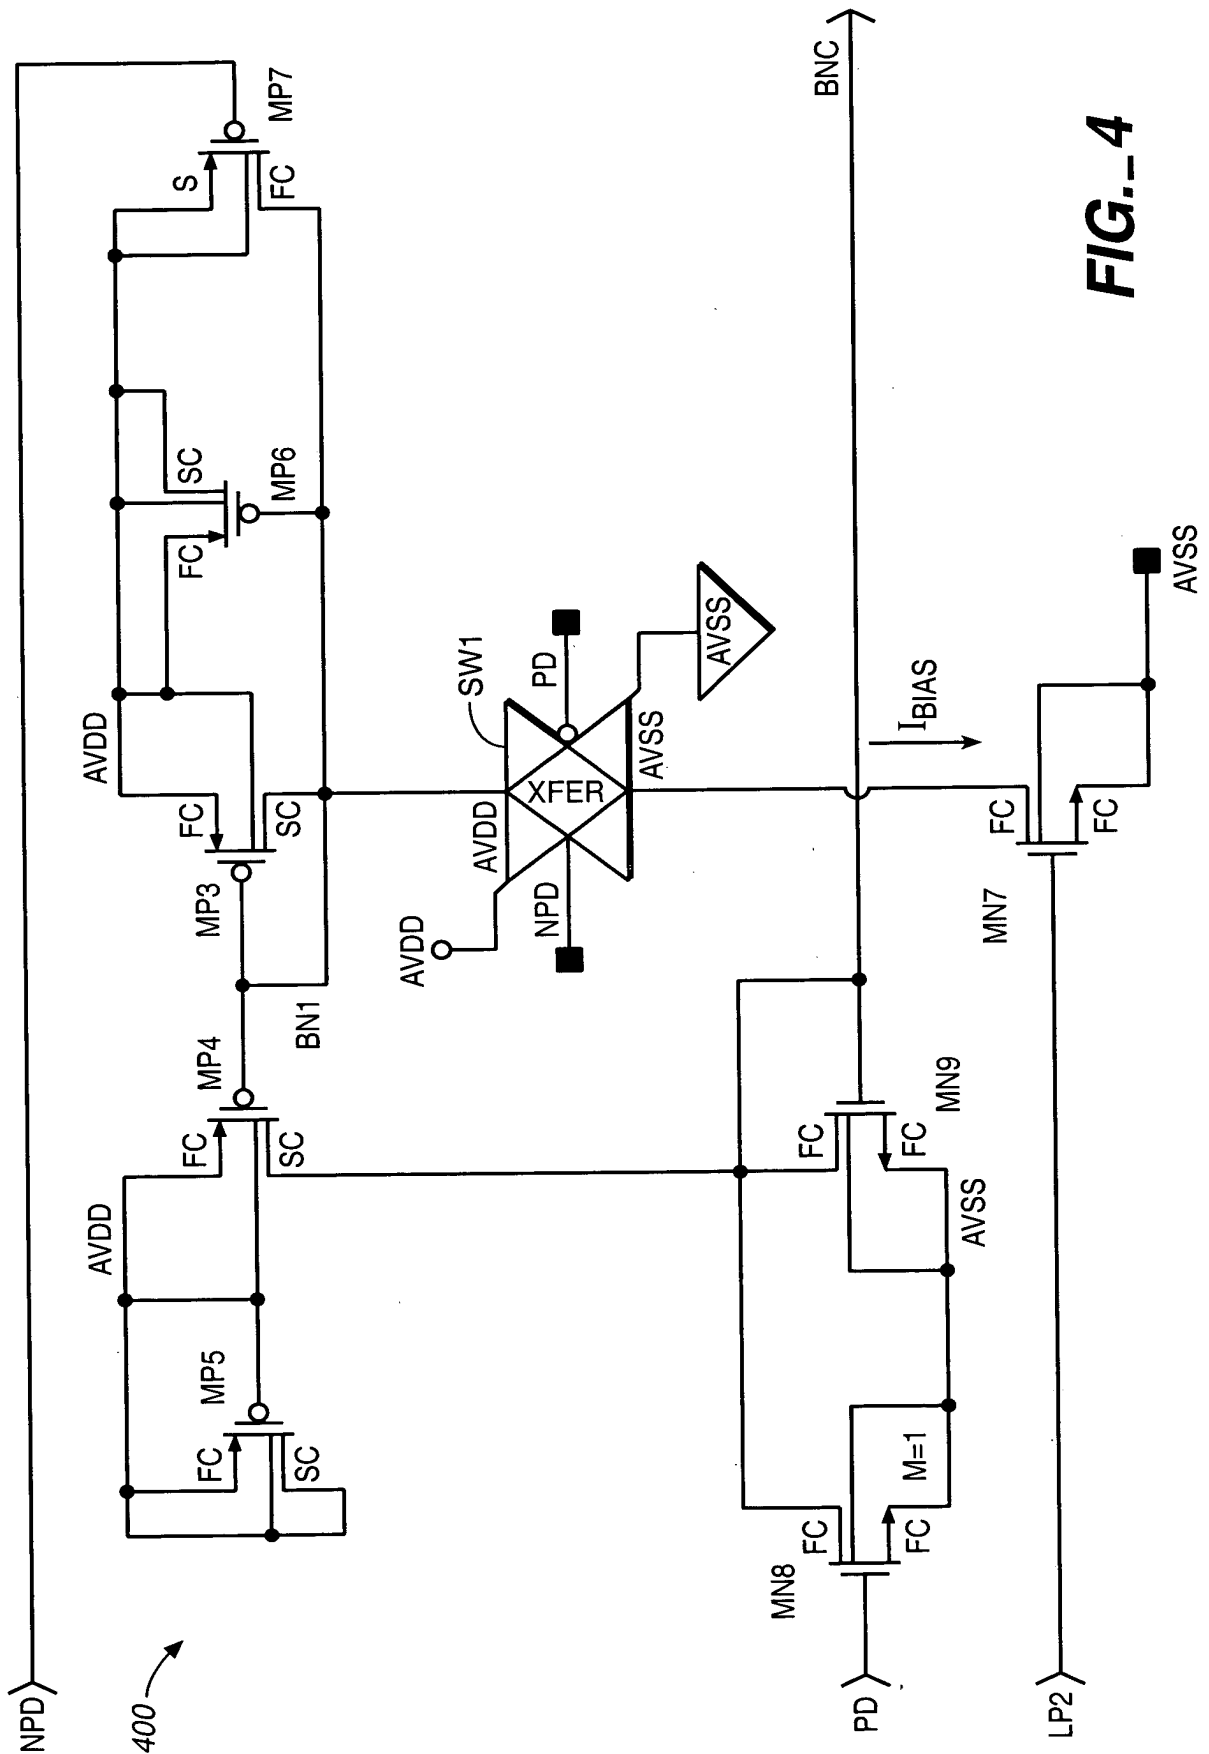 NPD
400
AVDD
FC
SC
MP5
AVDD
FC
SC
MP4
BN1
MP3
FC
SC
AVDD
FC
SC
MP6
S
FC
MP7
AVDD
AVDD
NPD
XFER
SW1
PD
AVSS
AVSS
BNC
PD
MN8
FC
FC
M=1
FC
FC
MN9
AVSS
IBIAS
LP2
MN7
FC
FC
AVSS
FIG._4